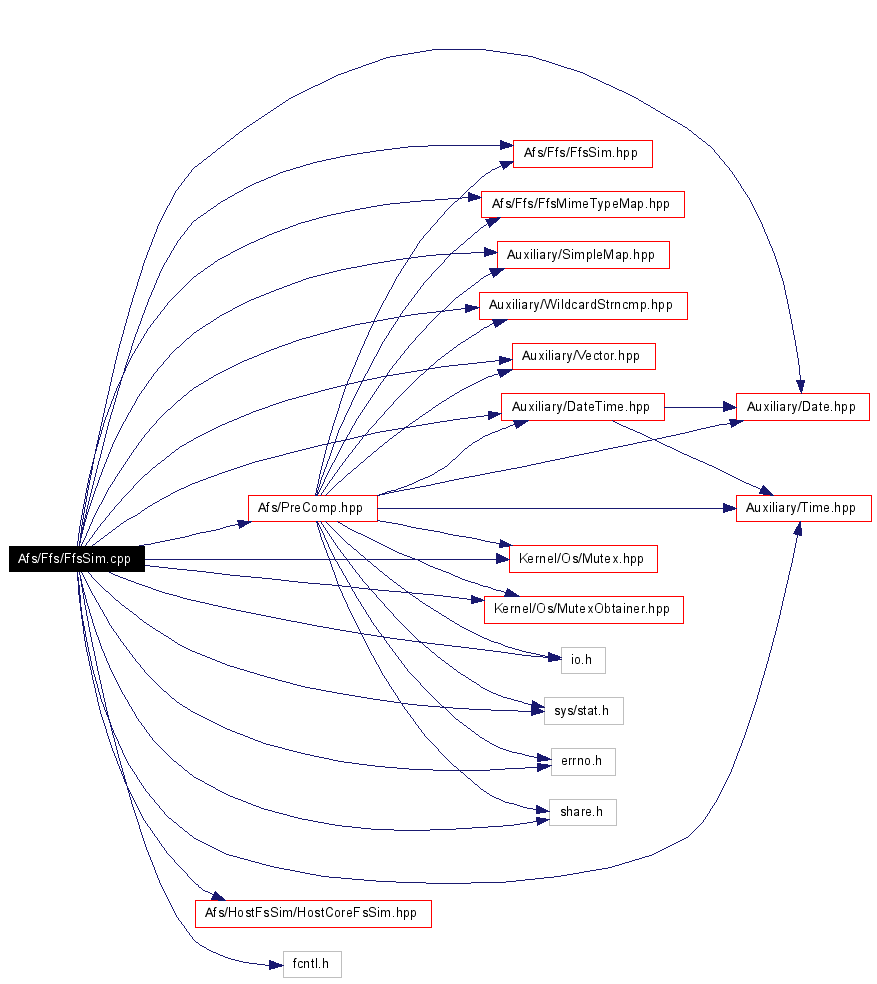 Afs/Ffs/FfsSim.hpp
Afs/Ffs/FfsMimeTypeMap.hpp
Auxiliary/SimpleMap.hpp
Auxiliary/WildcardStrncmp.hpp
Auxiliary/Vector.hpp
Auxiliary/DateTime.hpp
Auxiliary/Date.hpp
Afs/PreComp.hpp
Auxiliary/Time.hpp
Afs/Ffs/FfsSim.cpp
Kernel/Os/Mutex.hpp
Kernel/Os/MutexObtainer.hpp
io.h
sys/stat.h
errno.h
share.h
Afs/HostFsSim/HostCoreFsSim.hpp
fcntl.h